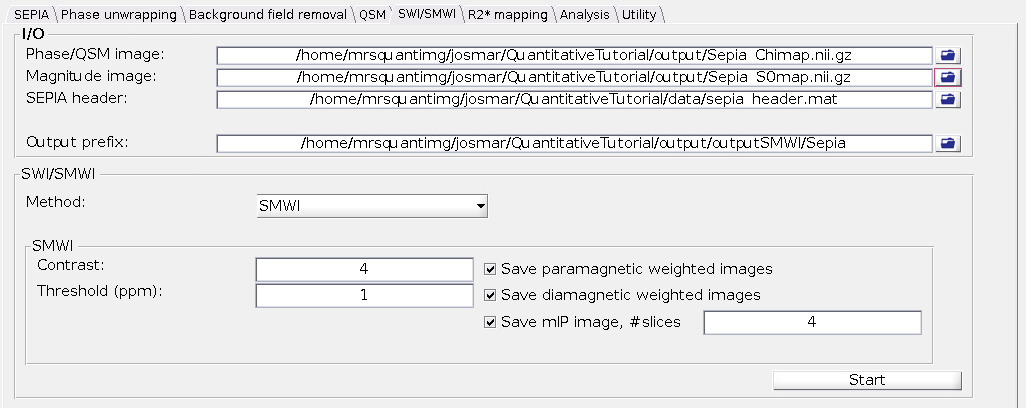 SEPIA Phase unwrapping Background field removal QSM SWI/SMWI R2* mapping Analysis Utility
I/O
Phase/QSM image: /home/mrsquantimg/josmar/QuantitativeTutorial/output/Sepia_Chimap.nii.gz
Magnitude image: /home/mrsquantimg/josmar/QuantitativeTutorial/output/Sepia_S0map.nii.gz
SEPIA header: /home/mrsquantimg/josmar/QuantitativeTutorial/data/sepia_header.mat
Output prefix: /home/mrsquantimg/josmar/QuantitativeTutorial/output/outputSMWI/Sepia
SWI/SMWI
Method: SMWI
SMWI
Contrast: 4 Save paramagnetic weighted images
Threshold (ppm): 1 Save diamagnetic weighted images
Save mIP image, #slices 4
Start